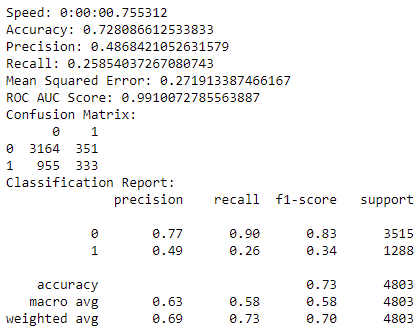 Speed: 0:00:00.755312
Accuracy: 0.728086612533833
Precision: 0.4868421052631579
Recall: 0.25854037267080743
Mean Squared Error: 0.271913387466167
ROC AUC Score: 0.9910072785563887
Confusion Matrix:
0 1
0 3164 351
1 955 333
Classification Report:
precision recall f1-score support
0 0.77 0.90 0.83 3515
1 0.49 0.26 0.34 1288
accuracy 0.73 4803
macro avg 0.63 0.58 0.58 4803
weighted avg 0.69 0.73 0.70 4803